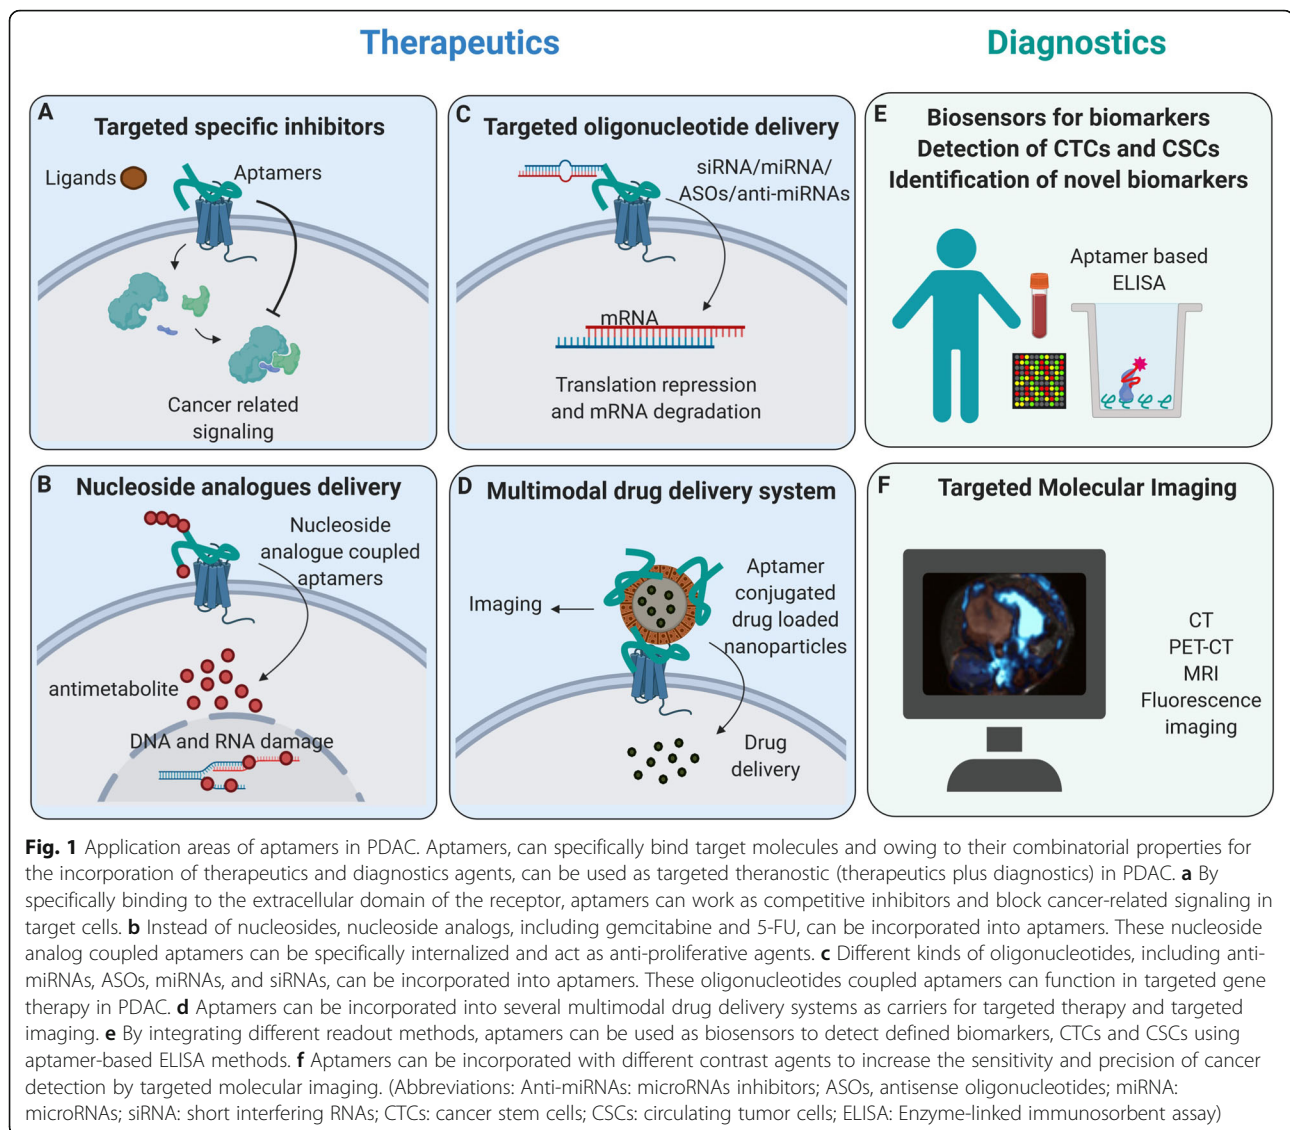 Therapeutics
Diagnostics
A
Targeted specific inhibitors
Ligands
Aptamers
Cancer related
signaling
C
Targeted oligonucleotide delivery
siRNA/miRNA/
ASOs/anti-miRNAs
mRNA
Translation repression
and mRNA degradation
E
Biosensors for biomarkers
Detection of CTCs and CSCs
Identification of novel biomarkers
Aptamer based
ELISA
B
Nucleoside analogues delivery
Nucleoside
analogue coupled
aptamers
antimetabolite
DNA and RNA damage
D
Multimodal drug delivery system
Imaging
Aptamer
conjugated
drug loaded
nanoparticles
Drug
delivery
F
Targeted Molecular Imaging
CT
PET-CT
MRI
Fluorescence
imaging
Fig. 1 Application areas of aptamers in PDAC. Aptamers, can specifically bind target molecules and owing to their combinatorial properties for
the incorporation of therapeutics and diagnostics agents, can be used as targeted theranostic (therapeutics plus diagnostics) in PDAC. a By
specifically binding to the extracellular domain of the receptor, aptamers can work as competitive inhibitors and block cancer-related signaling in
target cells. b Instead of nucleosides, nucleoside analogs, including gemcitabine and 5-FU, can be incorporated into aptamers. These nucleoside
analog coupled aptamers can be specifically internalized and act as anti-proliferative agents. c Different kinds of oligonucleotides, including anti-
miRNAs, ASOs, miRNAs, and siRNAs, can be incorporated into aptamers. These oligonucleotides coupled aptamers can function in targeted gene
therapy in PDAC. d Aptamers can be incorporated into several multimodal drug delivery systems as carriers for targeted therapy and targeted
imaging. e By integrating different readout methods, aptamers can be used as biosensors to detect defined biomarkers, CTCs and CSCs using
aptamer-based ELISA methods. f Aptamers can be incorporated with different contrast agents to increase the sensitivity and precision of cancer
detection by targeted molecular imaging. (Abbreviations: Anti-miRNAs: microRNAs inhibitors; ASOs, antisense oligonucleotides; miRNA:
microRNAs; siRNA: short interfering RNAs; CTCs: cancer stem cells; CSCs: circulating tumor cells; ELISA: Enzyme-linked immunosorbent assay)